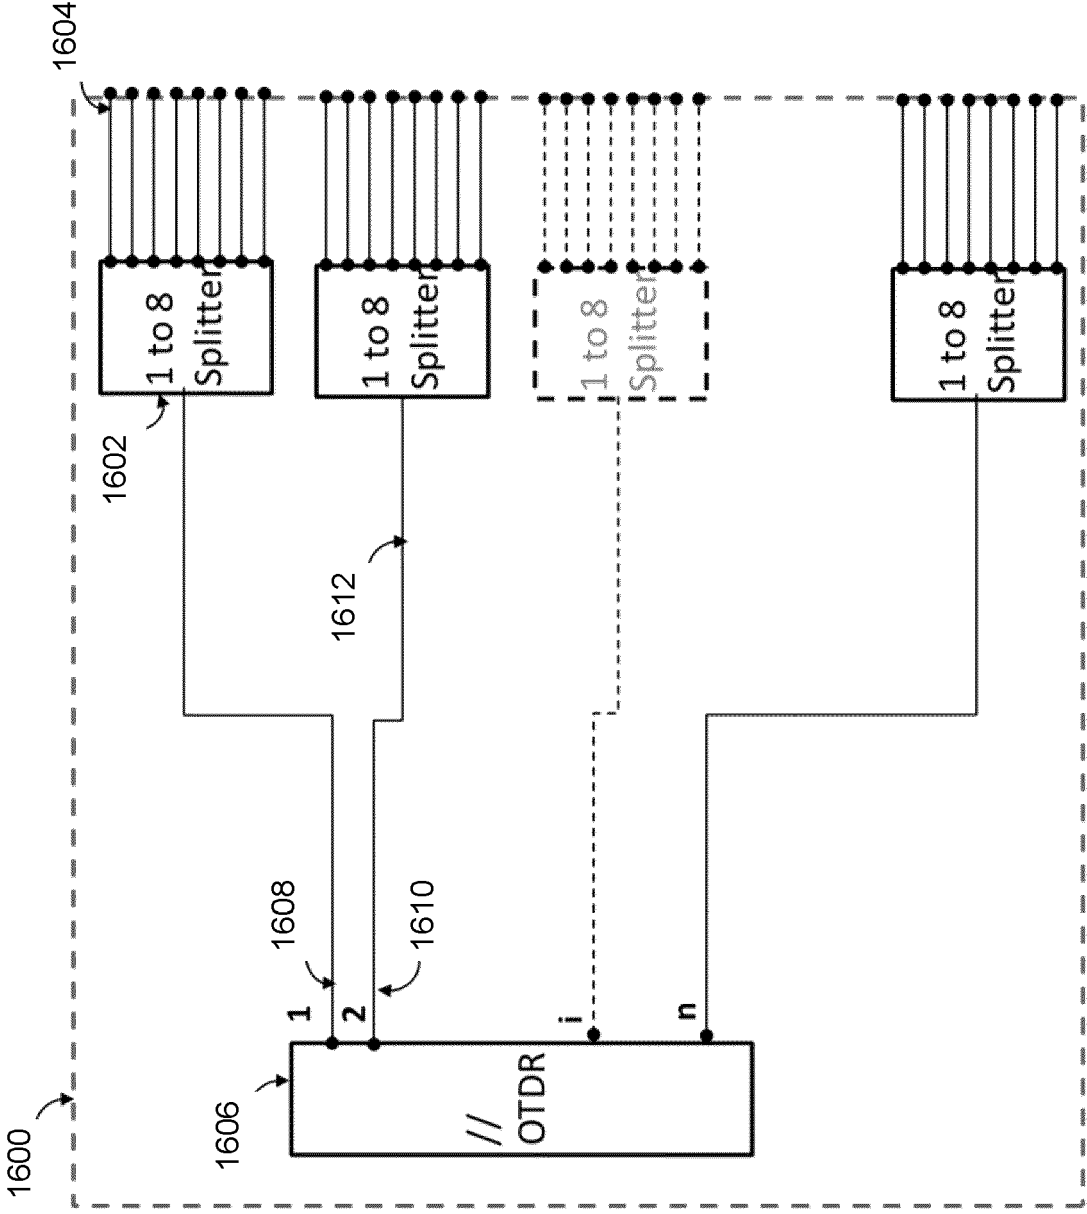 1600
1606
//
OTDR
1
2
i
n
1608
1610
1612
1602
1604
1 to 8
Splitter
1 to 8
Splitter
1 to 8
Splitter
1 to 8
Splitter